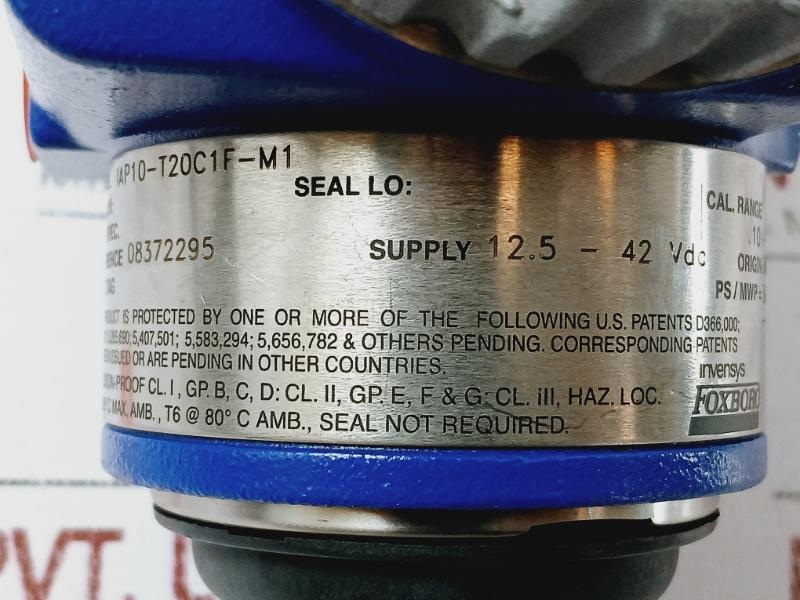 IAP10-T20C1F-M1
SEAL LO:
CAL. RANGE
.10
08372295
SUPPLY 12.5 - 42 Vdc
PS / MWP=
IS PROTECTED BY ONE OR MORE OF THE FOLLOWING U.S. PATENTS D366,000;
5,407,501; 5,583,294; 5,656,782 & OTHERS PENDING. CORRESPONDING PATENTS
OR ARE PENDING IN OTHER COUNTRIES.
invensys
-PROOF CL. I, GP. B, C, D: CL. II, GP. E, F & G: CL. III, HAZ. LOC.
FOXBORO
MAX. AMB., T6 @ 80° C AMB., SEAL NOT REQUIRED.
PVT.